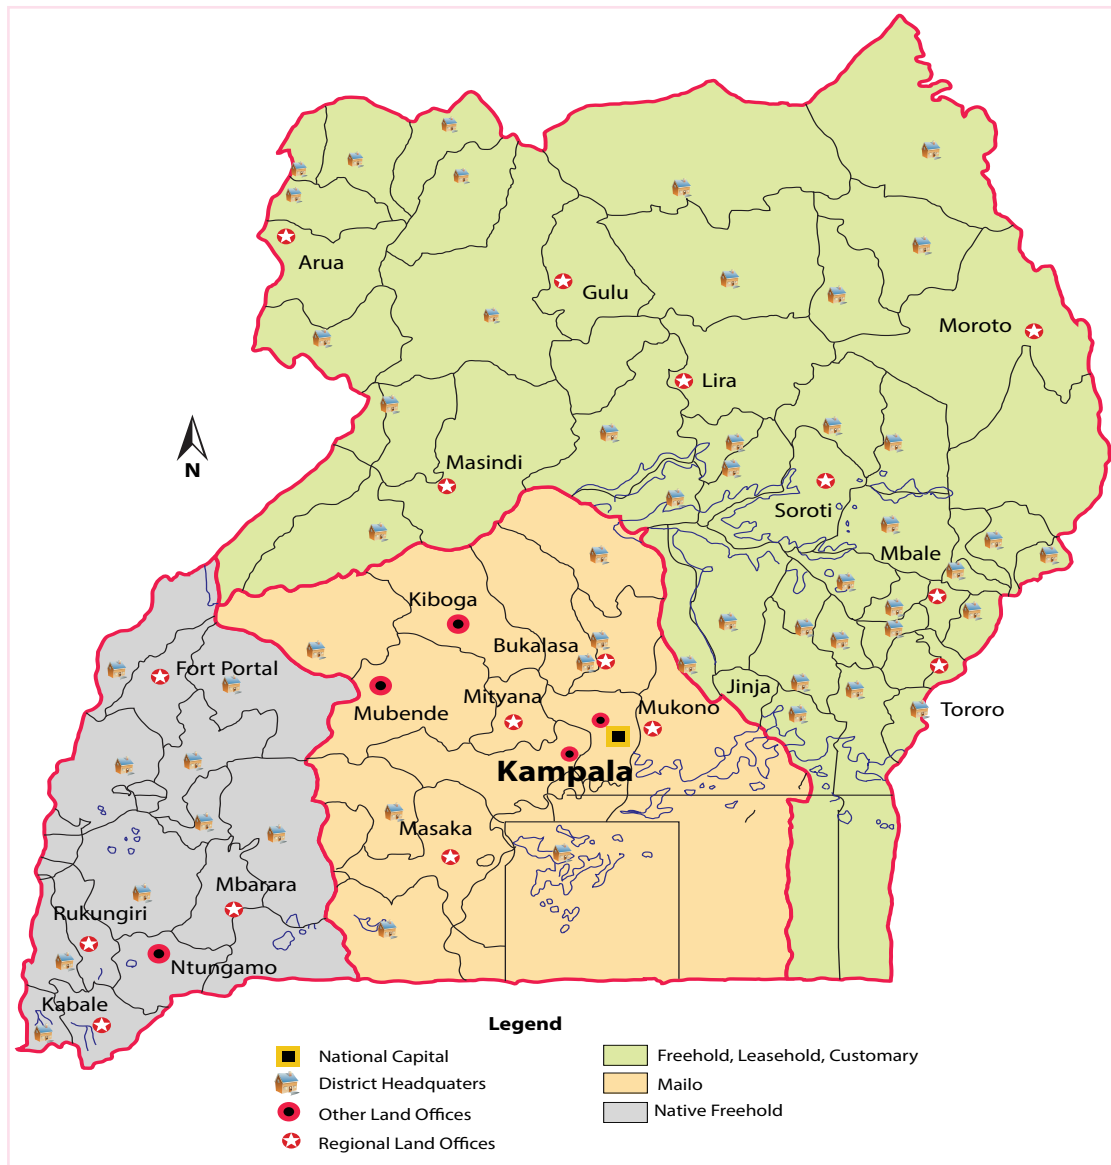 Arua
Gulu
Moroto
Lira
N
Masindi
Soroti
Mbale
Kiboga
Bukalasa
Fort Portal
Jinja
Mityana
Mukono
Mubende
Tororo
Kampala
Masaka
Mbarara
Rukungiri
Ntungamo
Kabale
Legend
National Capital
District Headquaters
Other Land Offices
Regional Land Offices
Freehold, Leasehold, Customary
Mailo
Native Freehold